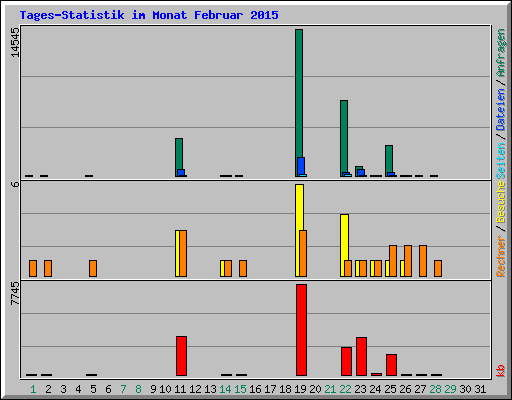 Tages-Statistik im Monat Februar 2015
14545
6
7745
Anfragen / Dateien / Seiten
Besuche / Rechner
kb
1 2 3 4 5 6 7 8 9 10 11 12 13 14 15 16 17 18 19 20 21 22 23 24 25 26 27 28 29 30 31